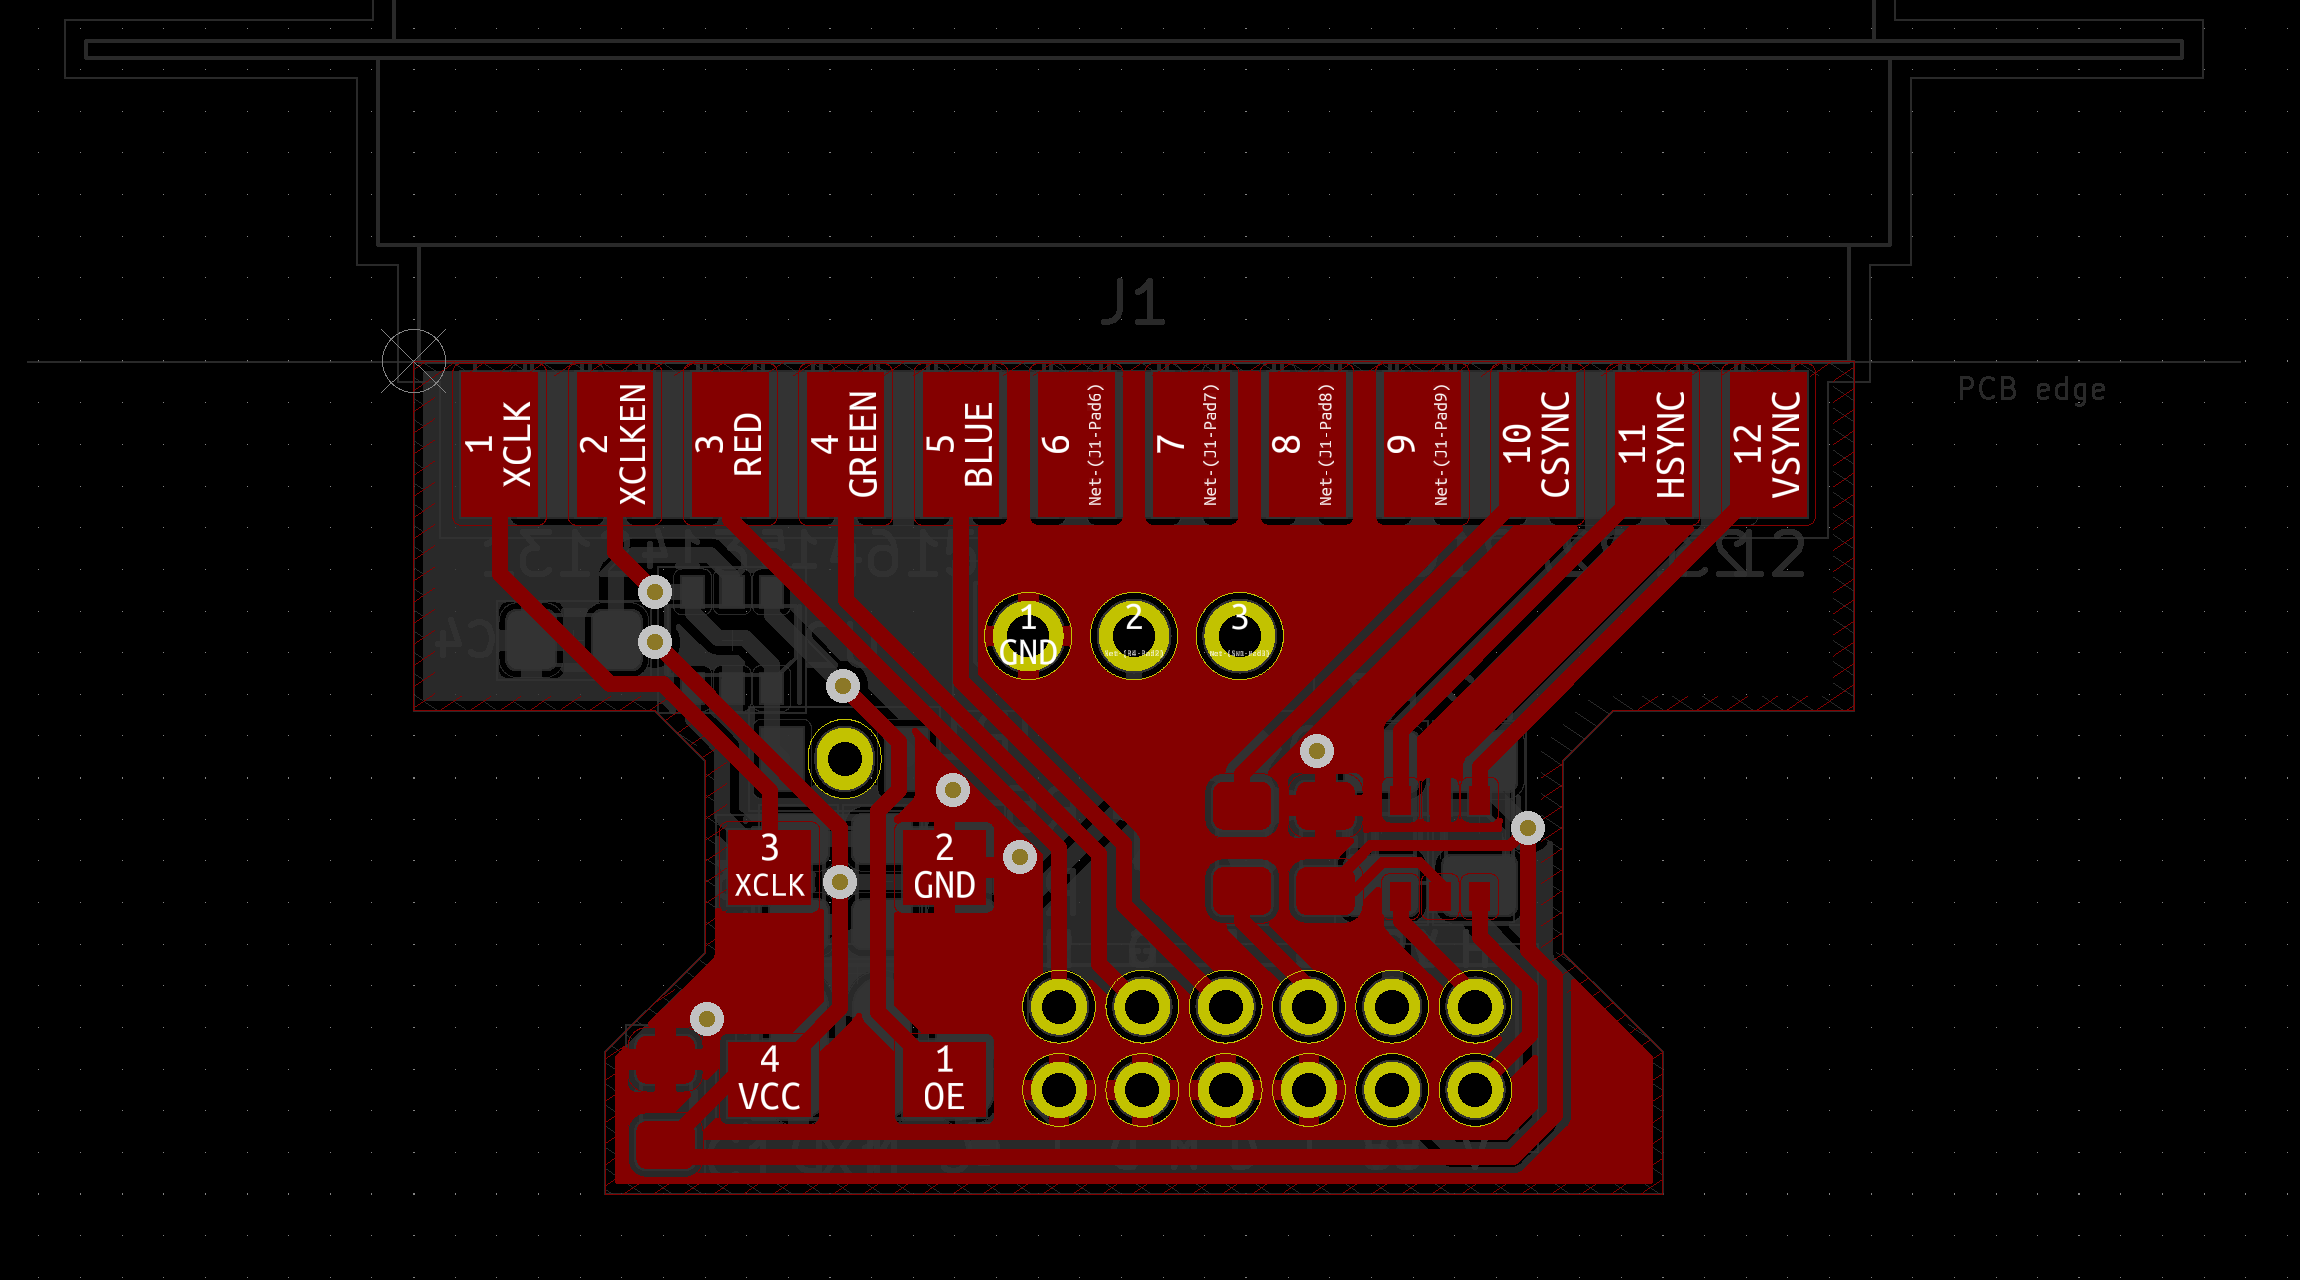 J1
PCB edge
1
XCLK
2
XCLKEN
3
RED
4
GREEN
5
BLUE
6
Net-(J1-Pad6)
7
Net-(J1-Pad7)
8
Net-(J1-Pad8)
9
Net-(J1-Pad9)
10
CSYNC
11
HSYNC
12
VSYNC
C4
1
GND
2
3
3
XCLK
2
GND
4
VCC
1
OE